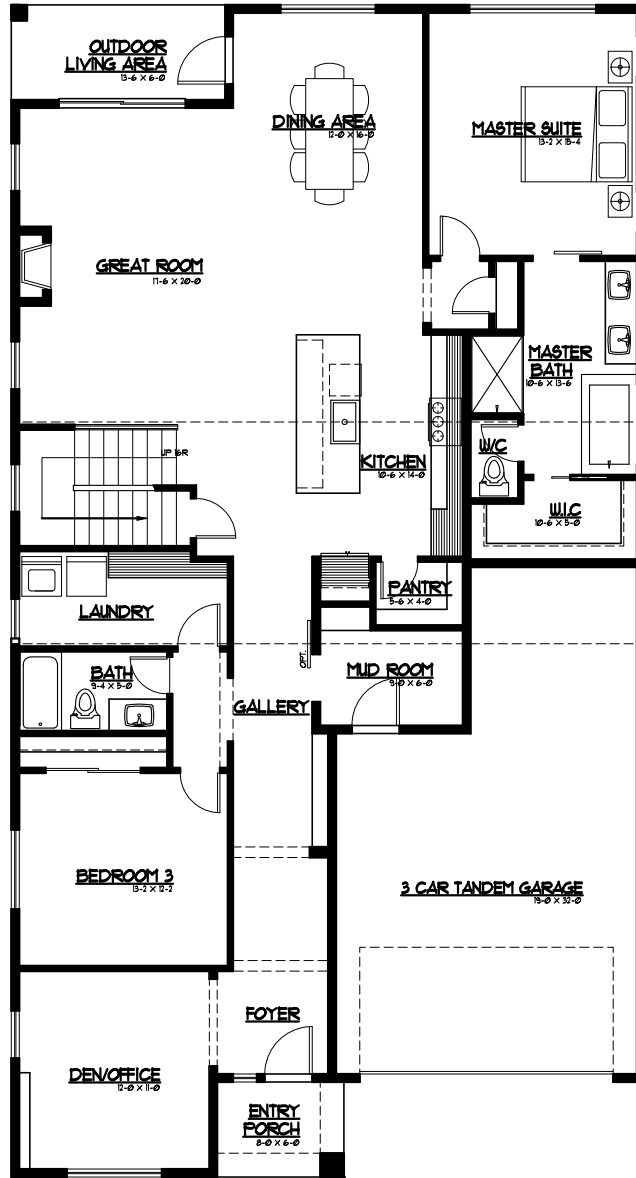 OUTDOOR
LIVING AREA
13-6 X 6-0
DINING AREA
12-0 X 16-0
MASTER SUITE
13-2 X 15-4
GREAT ROOM
17-6 X 20-0
MASTER
BATH
10-6 X 13-6
UP 16R
KITCHEN
10-6 X 14-0
W/C
W.I.C
10-6 X 5-0
LAUNDRY
PANTRY
5-6 X 4-0
OPT.
BATH
9-4 X 5-0
MUD ROOM
9-0 X 6-0
GALLERY
BEDROOM 3
13-2 X 12-2
3 CAR TANDEM GARAGE
19-0 X 32-0
FOYER
DEN/OFFICE
12-0 X 11-0
ENTRY
PORCH
8-0 X 6-0